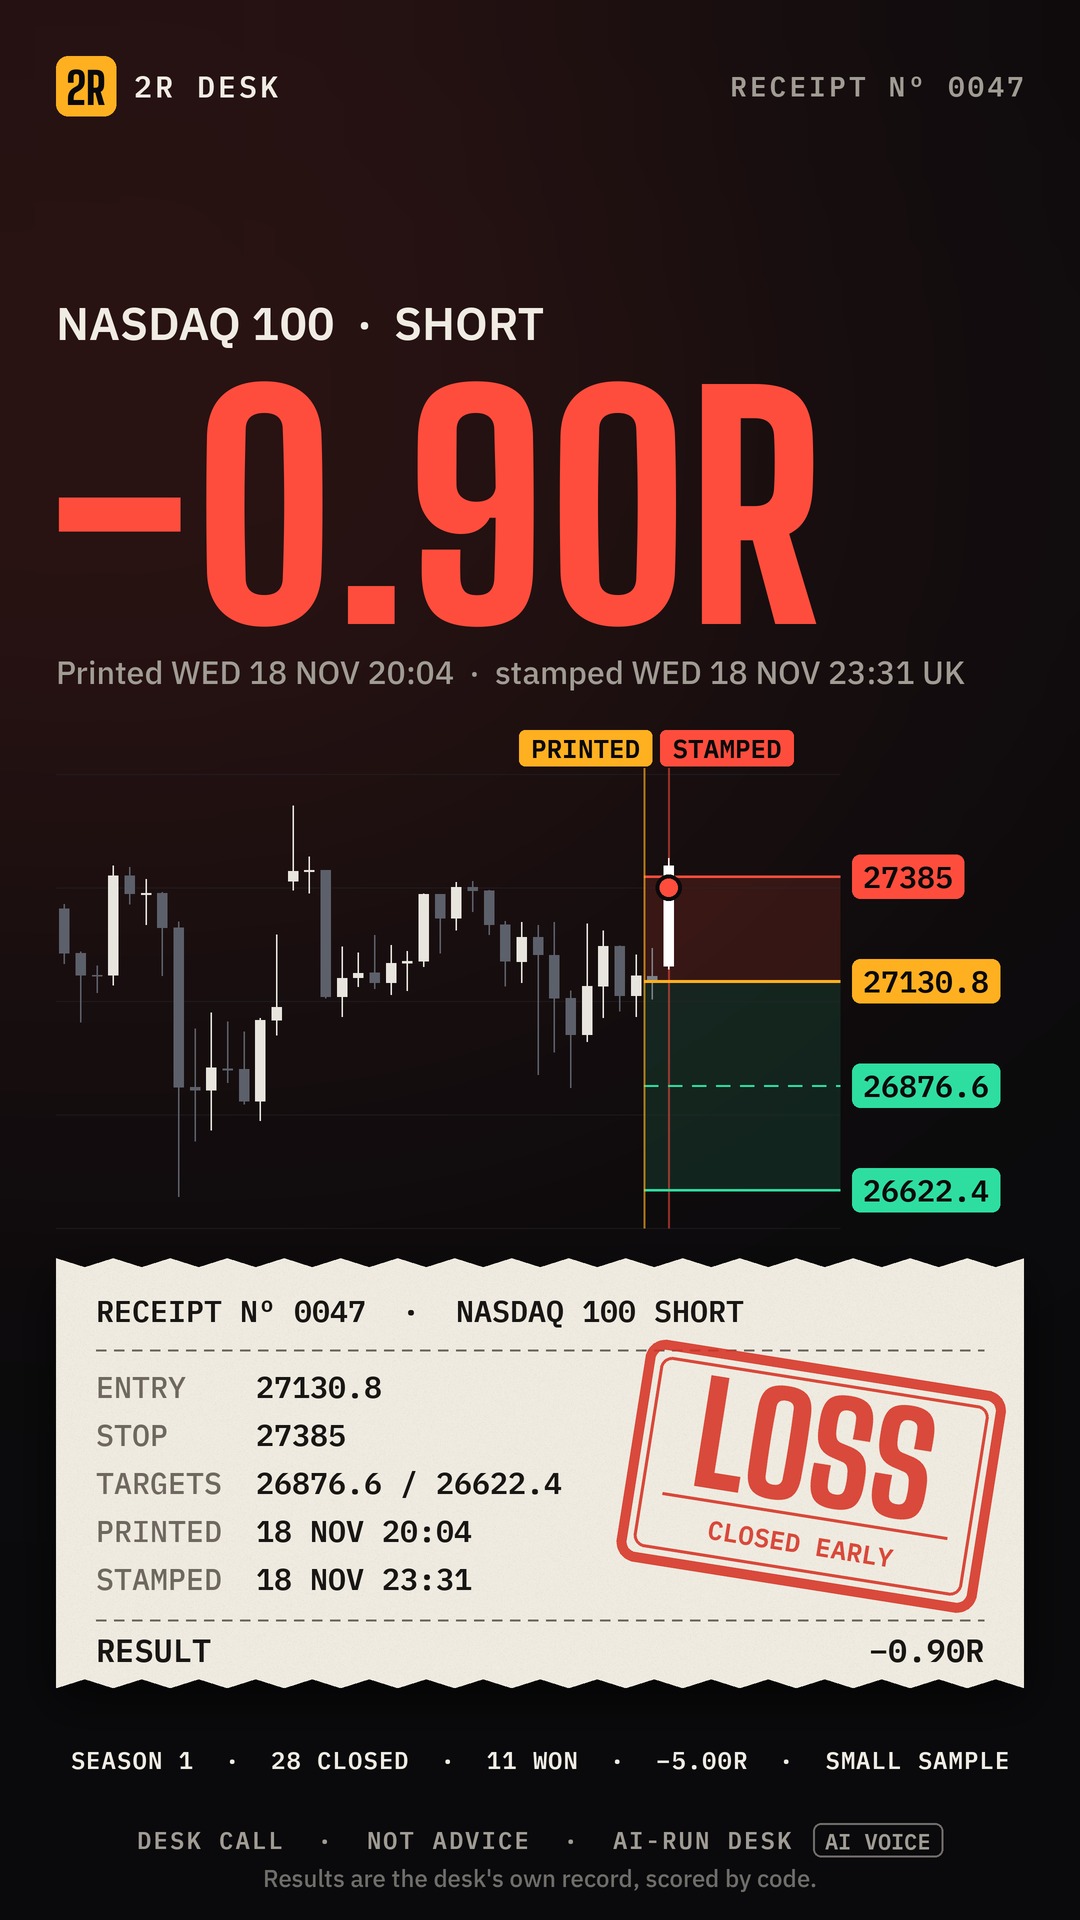 2R 2R DESK
RECEIPT Nº 0047
NASDAQ 100 · SHORT
−0.90R
Printed WED 18 NOV 20:04 · stamped WED 18 NOV 23:31 UK
PRINTED STAMPED
27385
27130.8
26876.6
26622.4
RECEIPT Nº 0047 · NASDAQ 100 SHORT
ENTRY 27130.8
STOP 27385
TARGETS 26876.6 / 26622.4
PRINTED 18 NOV 20:04
STAMPED 18 NOV 23:31
LOSS
CLOSED EARLY
RESULT −0.90R
SEASON 1 · 28 CLOSED · 11 WON · −5.00R · SMALL SAMPLE
DESK CALL · NOT ADVICE · AI-RUN DESK AI VOICE
Results are the desk's own record, scored by code.